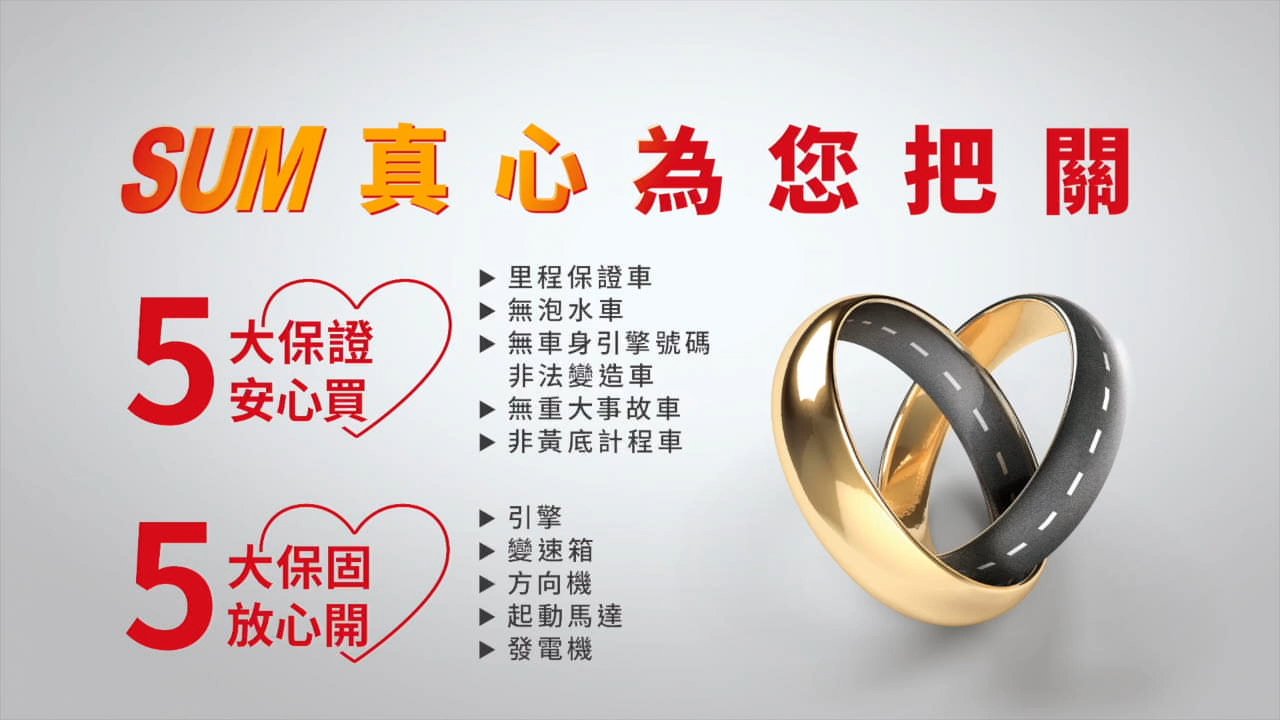 SUM真心為您把關
5大保證
安心買
▶里程保證車
▶無泡水車
▶無車身引擎號碼
非法變造車
▶無重大事故車
▶非黃底計程車
5大保固
放心開
▶引擎
▶變速箱
▶方向機
▶起動馬達
▶發電機